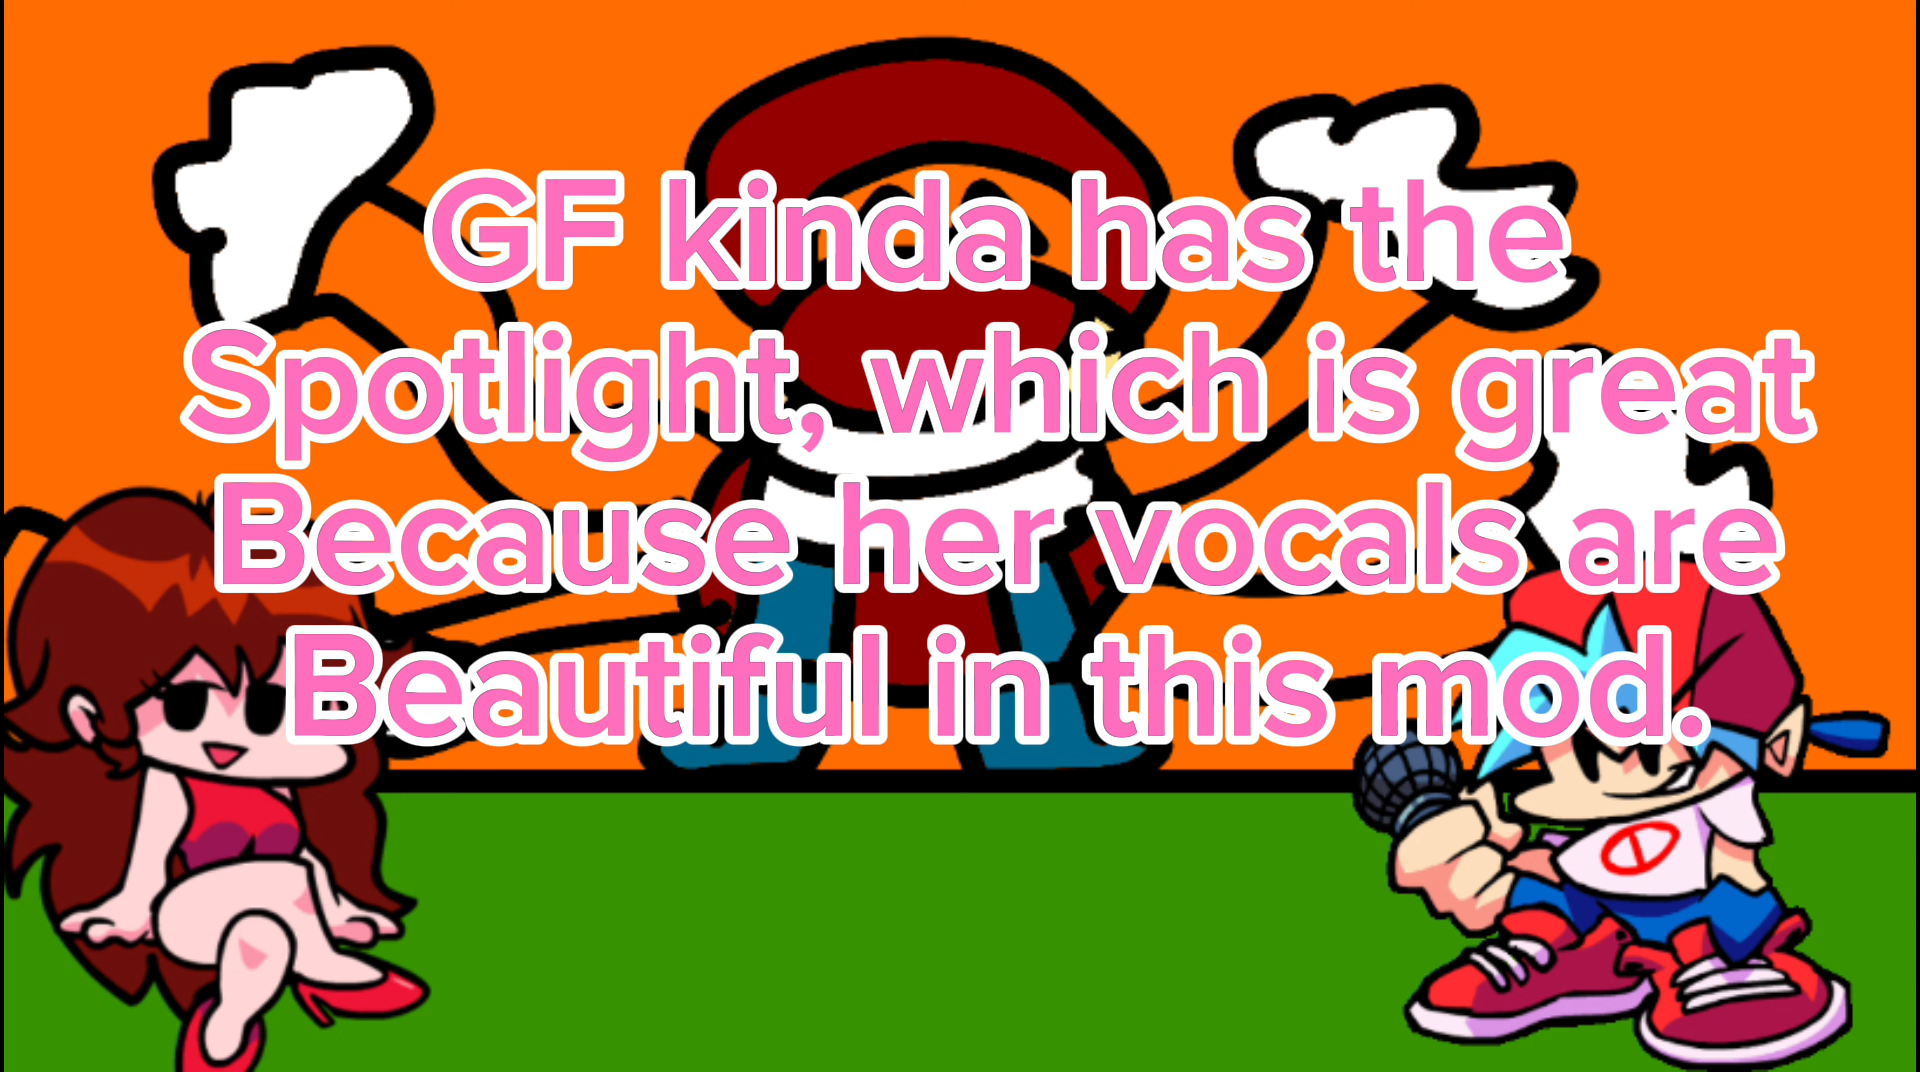 GF kinda has the
Spotlight, which is great
Because her vocals are
Beautiful in this mod.